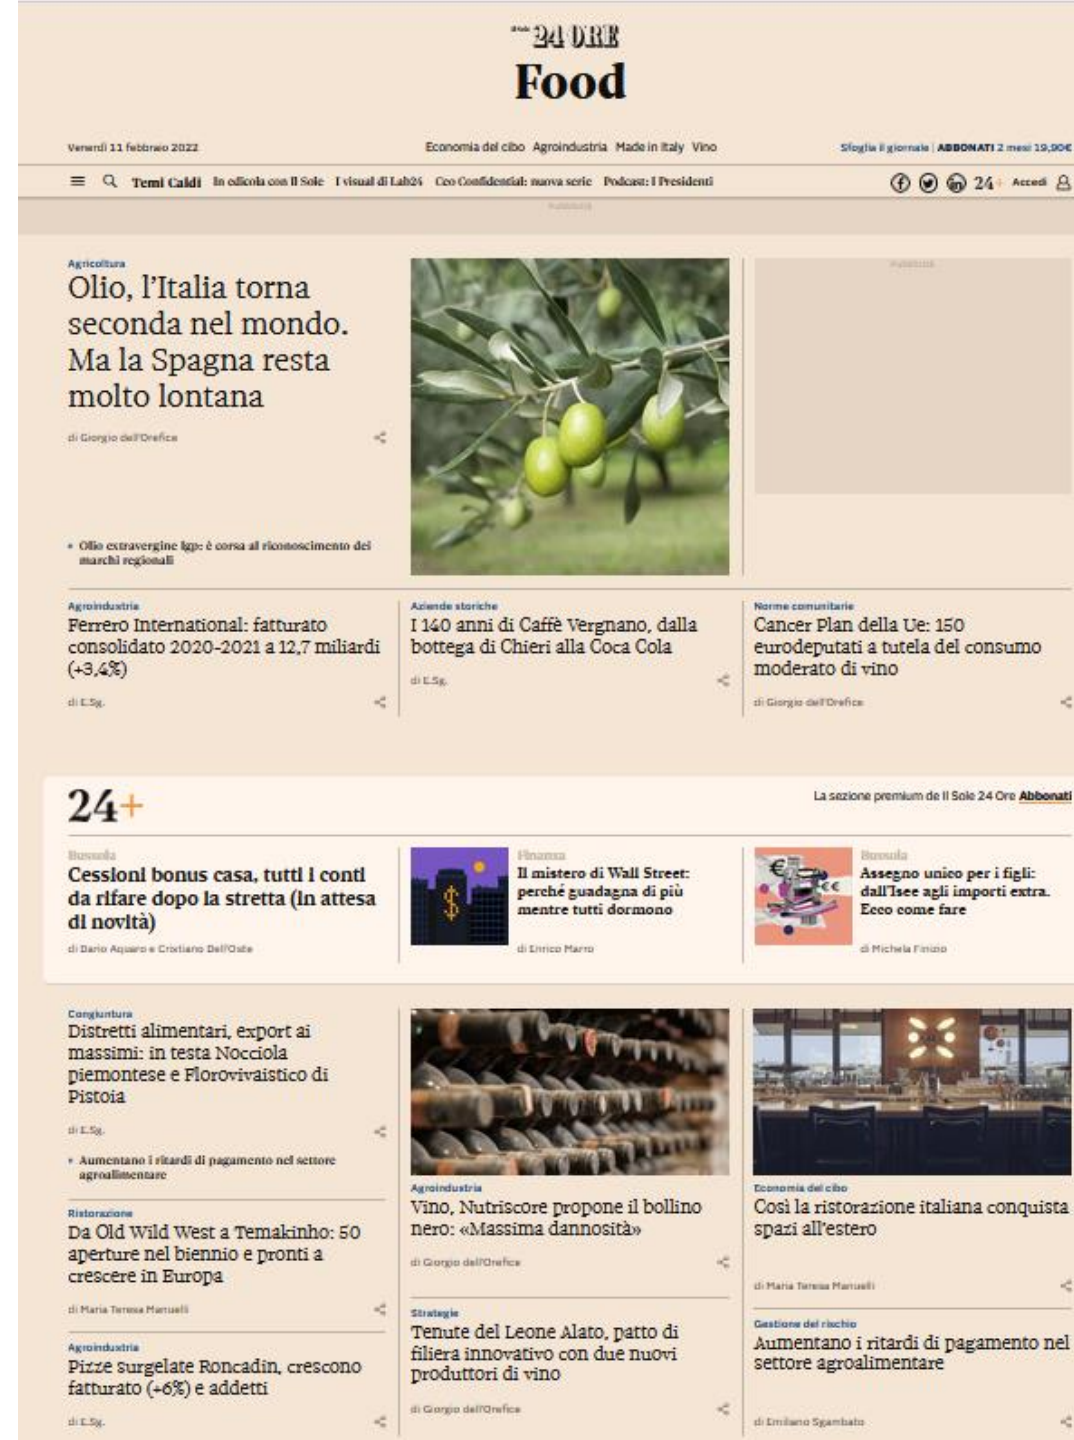 Il Sole 24 ORE
Food
Venerdì 11 febbraio 2022
Economia del cibo Agroindustria Made in Italy Vino
Sfoglia il giornale | ABBONATI 2 mesi 19,90€
Temi Caldi In edicola con Il Sole I visual di Lab24 Ceo Confidential: nuova serie Podcast: I Presidenti
24+ Accedi
Pubblicità
Agricoltura
Olio, l'Italia torna
seconda nel mondo.
Ma la Spagna resta
molto lontana
di Giorgio dell'Orefice
Olio extravergine Igp: è corsa al riconoscimento dei
marchi regionali
Pubblicità
Agroindustria
Ferrero International: fatturato
consolidato 2020-2021 a 12,7 miliardi
(+3,4%)
di E.Sg.
Aziende storiche
I 140 anni di Caffè Vergnano, dalla
bottega di Chieri alla Coca Cola
di E.Sg.
Norme comunitarie
Cancer Plan della Ue: 150
eurodeputati a tutela del consumo
moderato di vino
di Giorgio dell'Orefice
24+
La sezione premium de Il Sole 24 Ore Abbonati
Bussola
Cessioni bonus casa, tutti i conti
da rifare dopo la stretta (in attesa
di novità)
di Dario Aquaro e Cristiano Dell'Oste
Finanza
Il mistero di Wall Street:
perché guadagna di più
mentre tutti dormono
di Enrico Marro
Bussola
Assegno unico per i figli:
dall'Isee agli importi extra.
Ecco come fare
di Michela Finizio
Congiuntura
Distretti alimentari, export ai
massimi: in testa Nocciola
piemontese e Florovivaistico di
Pistoia
di E.Sg.
Aumentano i ritardi di pagamento nel settore
agroalimentare
Ristorazione
Da Old Wild West a Temakinho: 50
aperture nel biennio e pronti a
crescere in Europa
di Maria Teresa Manuelli
Agroindustria
Pizze surgelate Roncadin, crescono
fatturato (+6%) e addetti
di E.Sg.
Agroindustria
Vino, Nutriscore propone il bollino
nero: «Massima dannosità»
di Giorgio dell'Orefice
Strategie
Tenute del Leone Alato, patto di
filiera innovativo con due nuovi
produttori di vino
di Giorgio dell'Orefice
Economia del cibo
Così la ristorazione italiana conquista
spazi all'estero
di Maria Teresa Manuelli
Gestione del rischio
Aumentano i ritardi di pagamento nel
settore agroalimentare
di Emiliano Sgambato